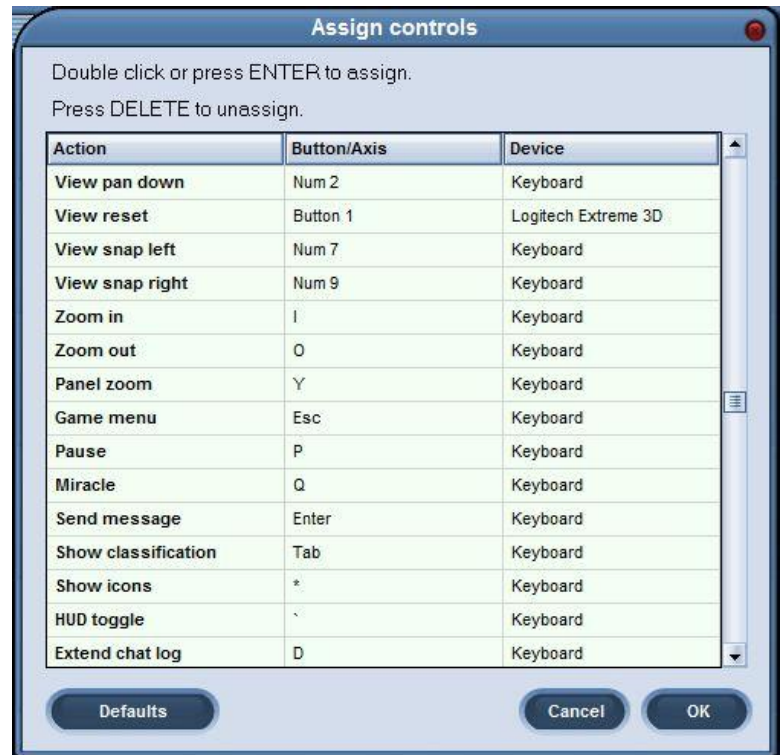 Assign controls
Double click or press ENTER to assign.
Press DELETE to unassign.
Action Button/Axis Device
View pan down Num 2 Keyboard
View reset Button 1 Logitech Extreme 3D
View snap left Num 7 Keyboard
View snap right Num 9 Keyboard
Zoom in I Keyboard
Zoom out O Keyboard
Panel zoom Y Keyboard
Game menu Esc Keyboard
Pause P Keyboard
Miracle Q Keyboard
Send message Enter Keyboard
Show classification Tab Keyboard
Show icons * Keyboard
HUD toggle ` Keyboard
Extend chat log D Keyboard
Defaults Cancel OK